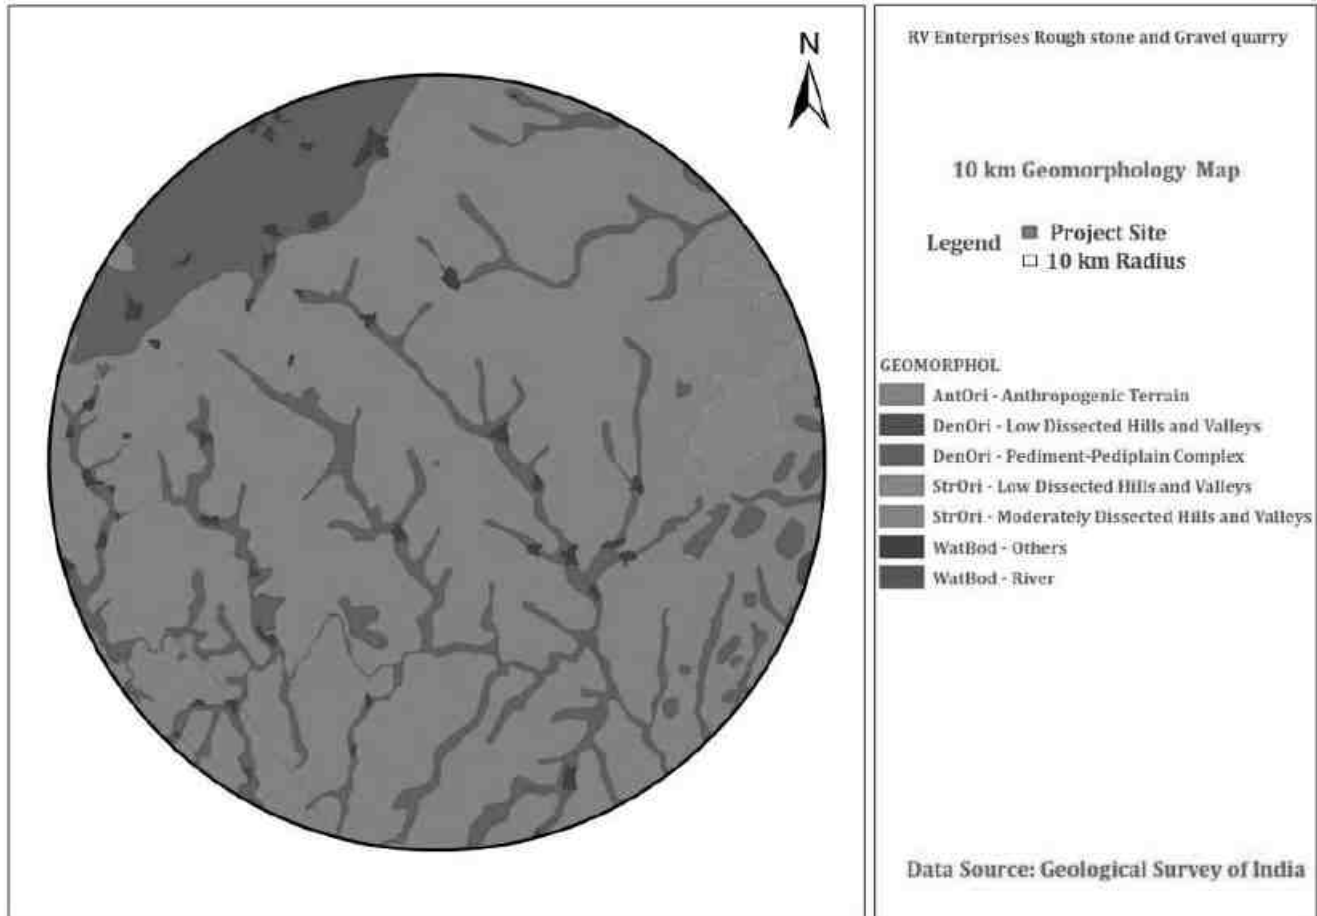 N
RV Enterprises Rough stone and Gravel quarry
10 km Geomorphology Map
Legend
Project Site
10 km Radius
GEOMORPHOL
AntOri - Anthropogenic Terrain
DenOri - Low Dissected Hills and Valleys
DenOri - Pediment-Pediplain Complex
StrOri - Low Dissected Hills and Valleys
StrOri - Moderately Dissected Hills and Valleys
WatBod - Others
WatBod - River
Data Source: Geological Survey of India